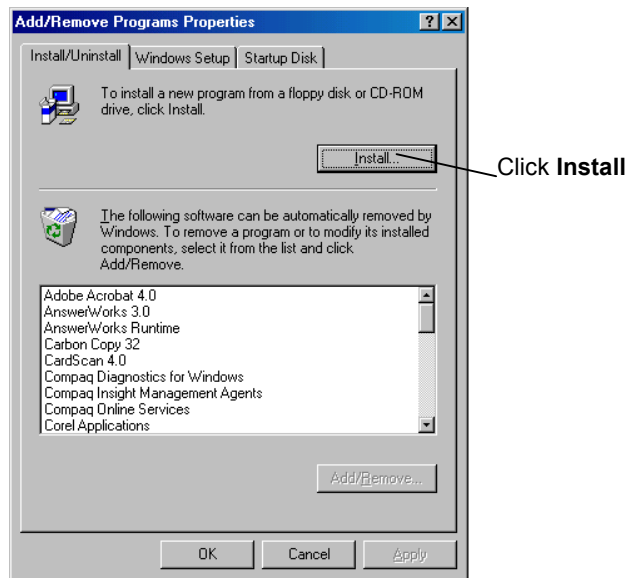 Add/Remove Programs Properties
Install/Uninstall
Windows Setup
Startup Disk
To install a new program from a floppy disk or CD-ROM
drive, click Install.
Install...
Click Install
The following software can be automatically removed by
Windows. To remove a program or to modify its installed
components, select it from the list and click
Add/Remove.
Adobe Acrobat 4.0
AnswerWorks 3.0
AnswerWorks Runtime
Carbon Copy 32
CardScan 4.0
Compaq Diagnostics for Windows
Compaq Insight Management Agents
Compaq Online Services
Corel Applications
Add/Remove...
OK
Cancel
Apply